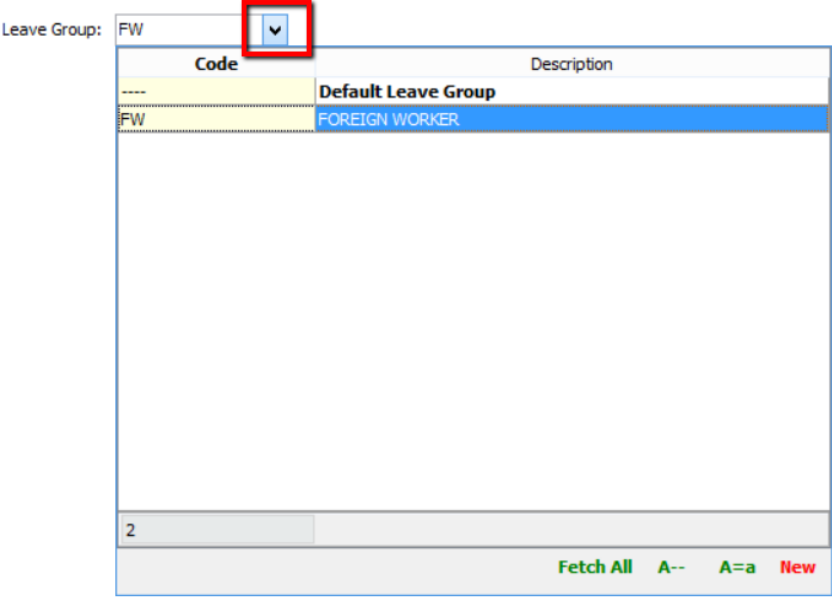 Leave Group: FW
Code Description
---- Default Leave Group
FW FOREIGN WORKER
2
Fetch All A-- A=a New